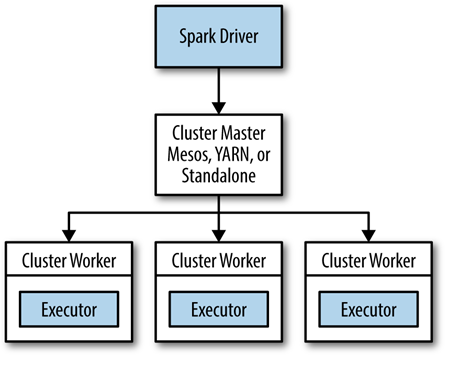 Spark Driver
Cluster Master
Mesos, YARN, or
Standalone
Cluster Worker
Executor
Cluster Worker
Executor
Cluster Worker
Executor